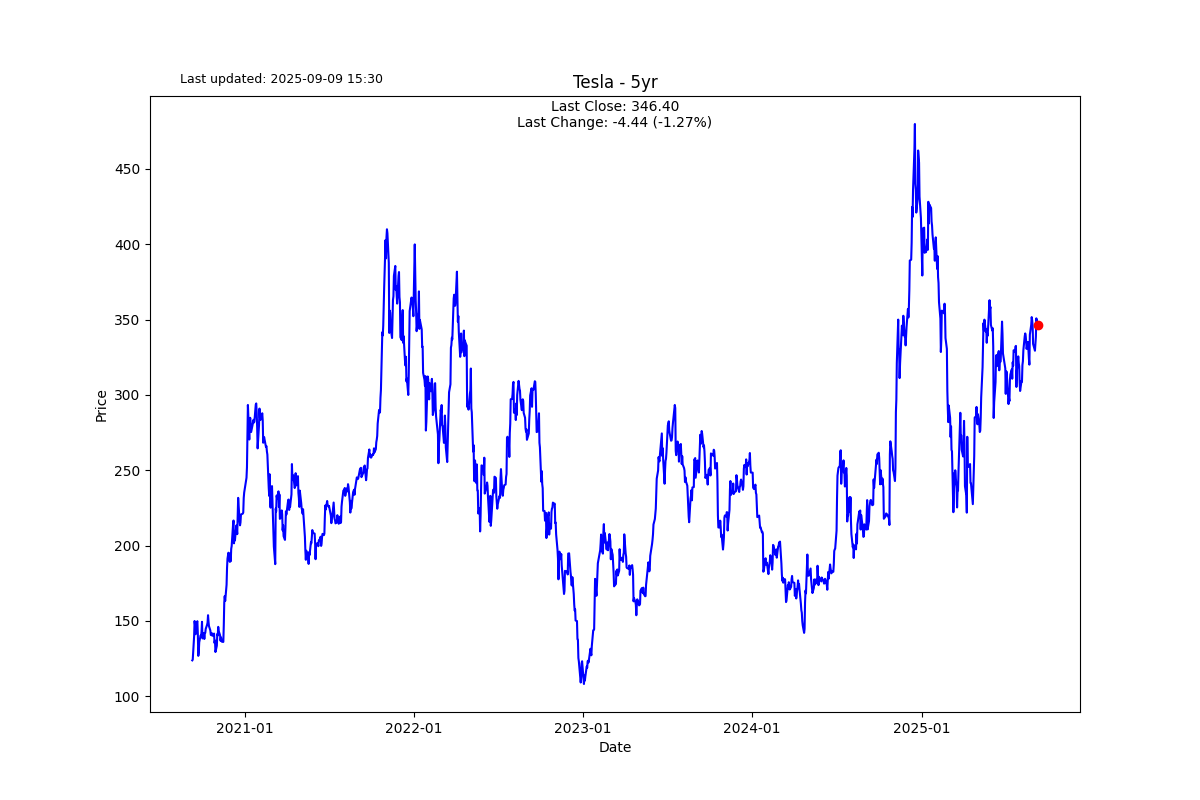 Last updated: 2025-09-09 15:30
Tesla - 5yr
Last Close: 346.40
Last Change: -4.44 (-1.27%)
450
400
350
300
250
200
150
100
Price
2021-01
2022-01
2023-01
2024-01
2025-01
Date